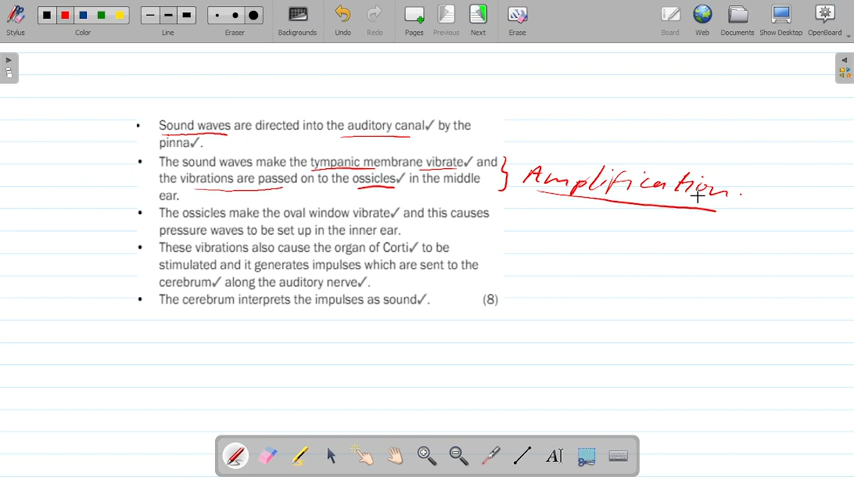 Stylus
Color
Line
Eraser
Backgrounds
Undo
Redo
Pages
Previous
Next
Erase
Board
Web
Documents
Show Desktop
OpenBoard
• Sound waves are directed into the auditory canal✓ by the
pinna✓.
• The sound waves make the tympanic membrane vibrate✓ and
the vibrations are passed on to the ossicles✓ in the middle
ear.
} Amplification.
• The ossicles make the oval window vibrate✓ and this causes
pressure waves to be set up in the inner ear.
• These vibrations also cause the organ of Corti✓ to be
stimulated and it generates impulses which are sent to the
cerebrum✓ along the auditory nerve✓.
• The cerebrum interprets the impulses as sound✓. (8)